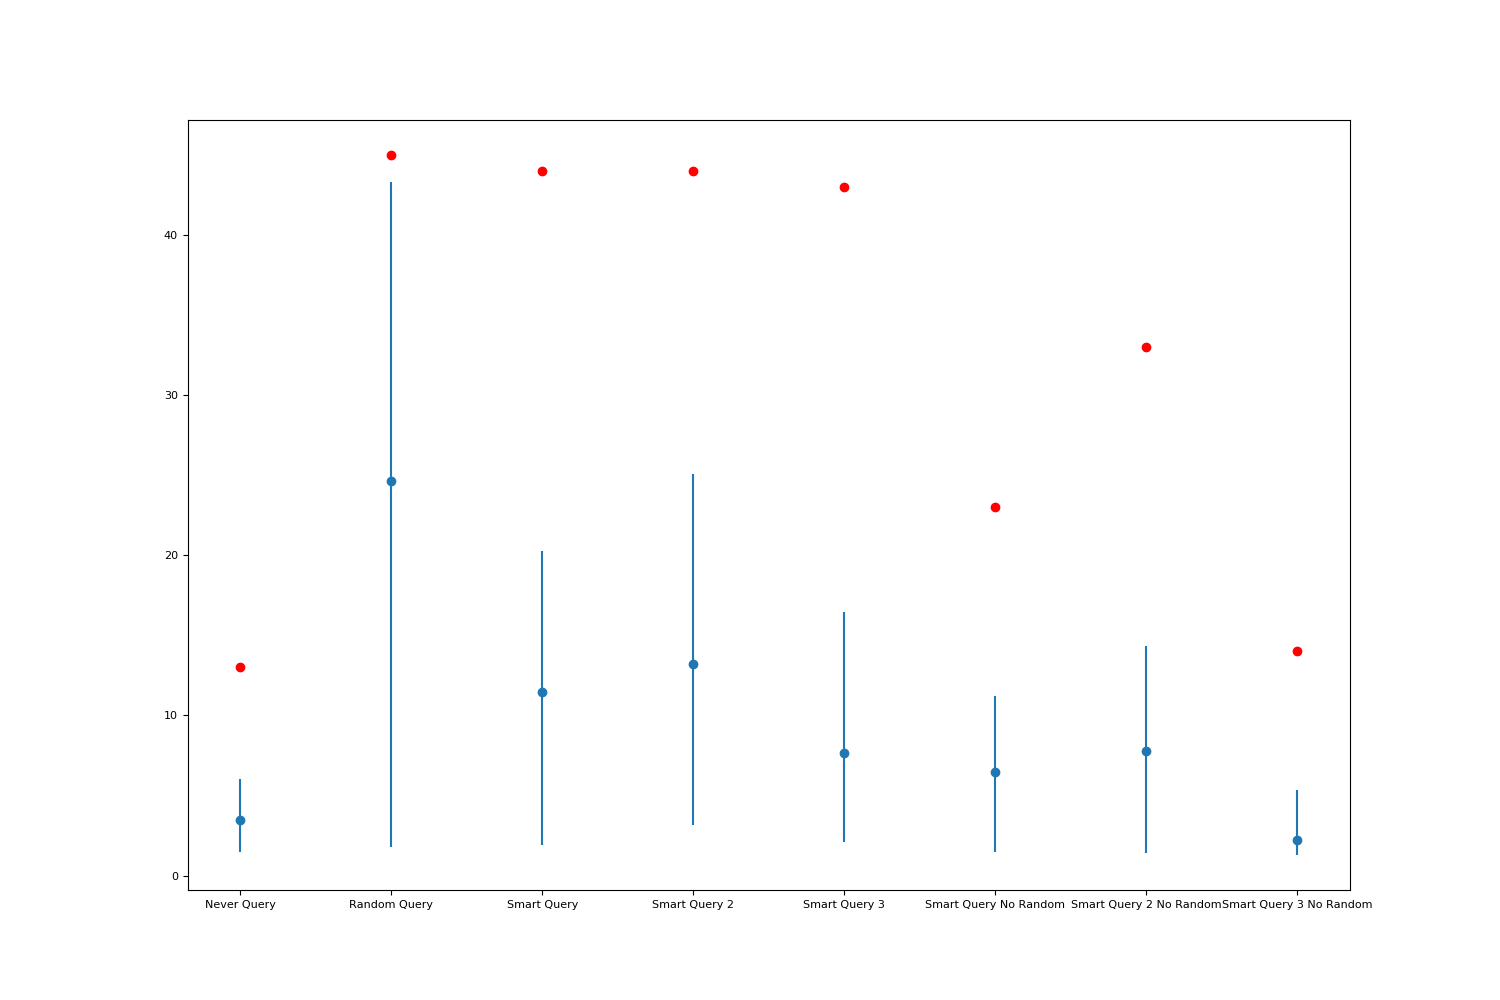 40
30
20
10
0
Never Query
Random Query
Smart Query
Smart Query 2
Smart Query 3
Smart Query No Random
Smart Query 2 No Random
Smart Query 3 No Random